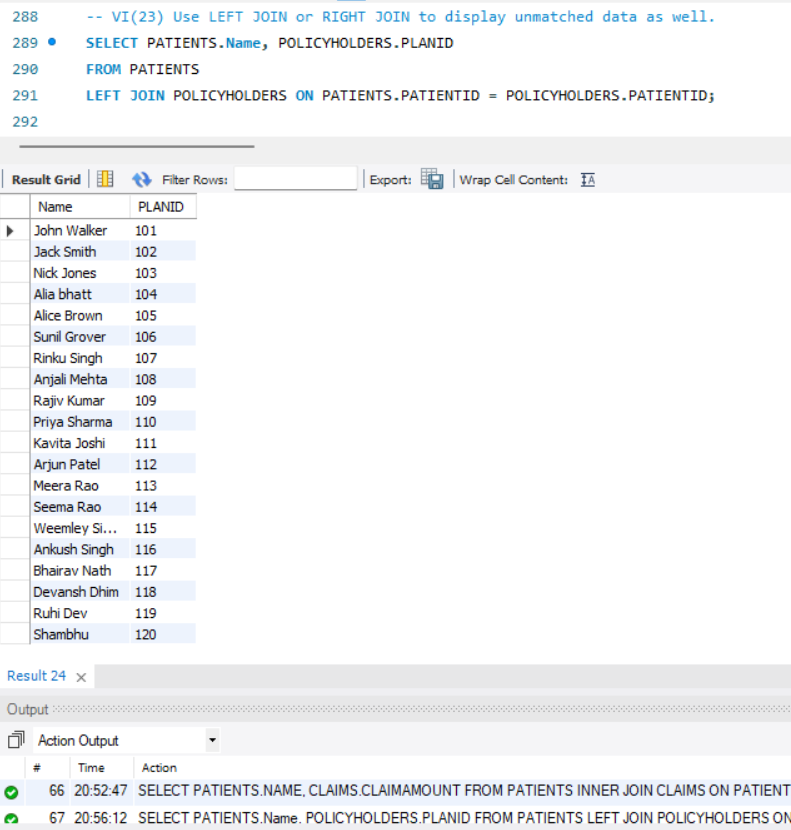 288 -- VI(23) Use LEFT JOIN or RIGHT JOIN to display unmatched data as well.
289 SELECT PATIENTS.Name, POLICYHOLDERS.PLANID
290 FROM PATIENTS
291 LEFT JOIN POLICYHOLDERS ON PATIENTS.PATIENTID = POLICYHOLDERS.PATIENTID;
292
Result Grid Filter Rows: Export: Wrap Cell Content: IA
Name PLANID
John Walker 101
Jack Smith 102
Nick Jones 103
Alia bhatt 104
Alice Brown 105
Sunil Grover 106
Rinku Singh 107
Anjali Mehta 108
Rajiv Kumar 109
Priya Sharma 110
Kavita Joshi 111
Arjun Patel 112
Meera Rao 113
Seema Rao 114
Weemley Si... 115
Ankush Singh 116
Bhairav Nath 117
Devansh Dhim 118
Ruhi Dev 119
Shambhu 120
Result 24
Output
Action Output
# Time Action
66 20:52:47 SELECT PATIENTS.NAME, CLAIMS.CLAIMAMOUNT FROM PATIENTS INNER JOIN CLAIMS ON PATIENT
67 20:56:12 SELECT PATIENTS.Name. POLICYHOLDERS.PLANID FROM PATIENTS LEFT JOIN POLICYHOLDERS ON